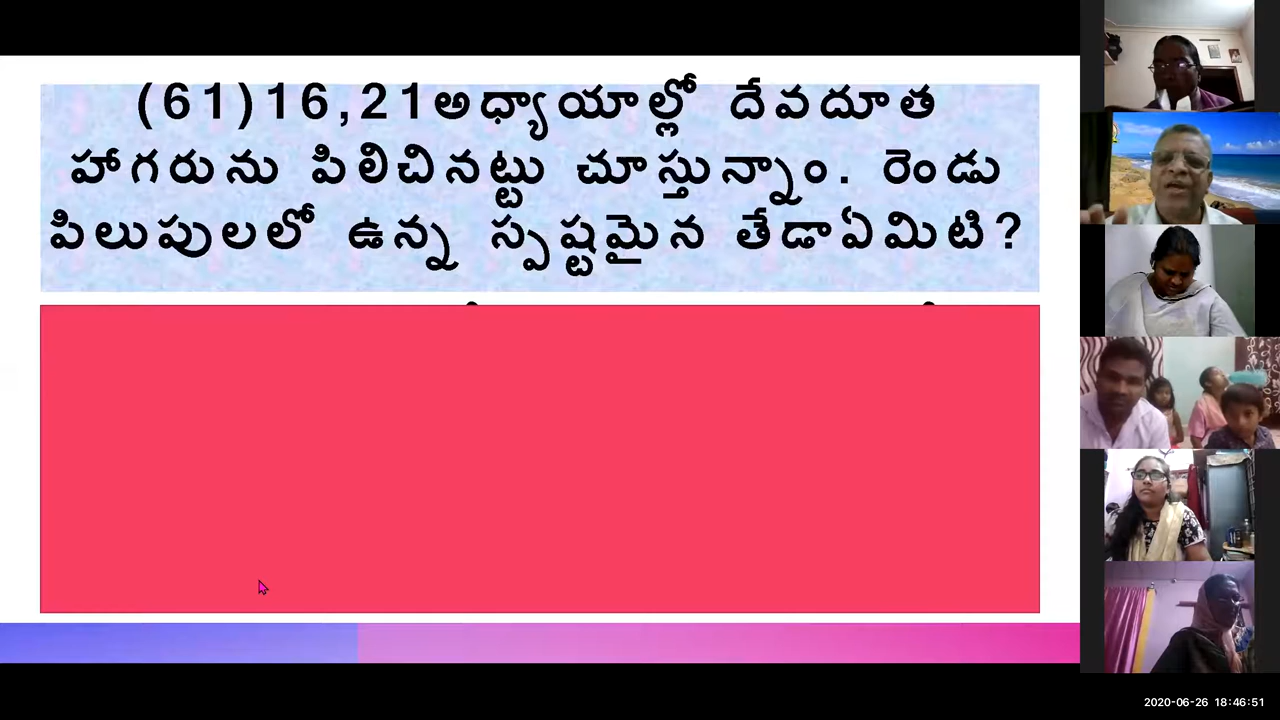 (61)16,21అధ్యాయాల్లో దేవదూత
హాగరును పిలిచినట్టు చూస్తున్నాం. రెండు
పిలుపులలో ఉన్న స్పష్టమైన తేడాఏమిటి?
2020-06-26 18:46:51